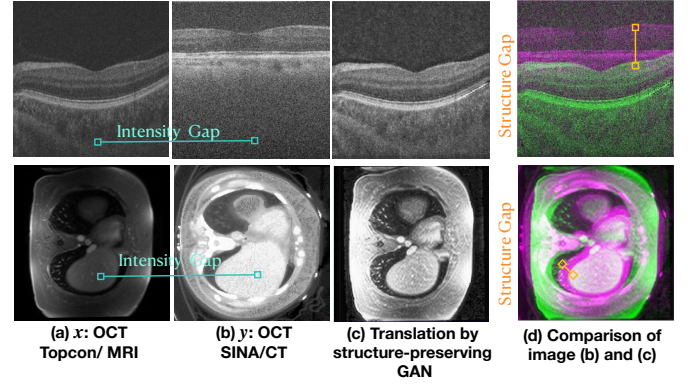 Intensity Gap
Structure Gap
Intensity Gap
Structure Gap
(a) x: OCT
Topcon/ MRI
(b) y: OCT
SINA/CT
(c) Translation by
structure-preserving
GAN
(d) Comparison of
image (b) and (c)